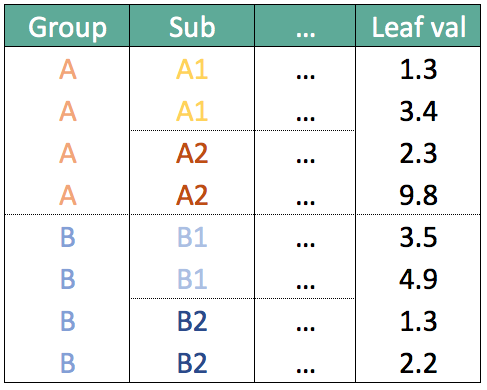 Group Sub ... Leaf val
A A1 ... 1.3
A A1 ... 3.4
A A2 ... 2.3
A A2 ... 9.8
B B1 ... 3.5
B B1 ... 4.9
B B2 ... 1.3
B B2 ... 2.2